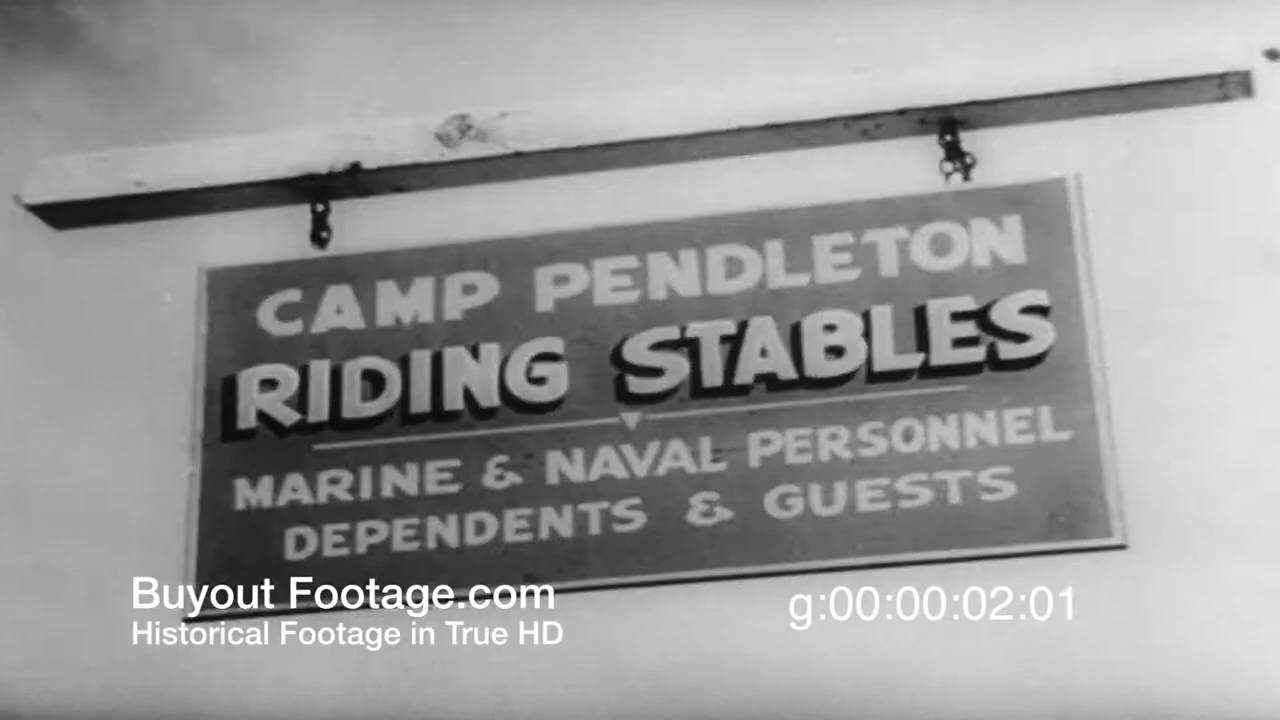 CAMP PENDLETON
RIDING STABLES
MARINE & NAVAL PERSONNEL
DEPENDENTS & GUESTS
Buyout Footage.com
Historical Footage in True HD
g:00:00:02:01